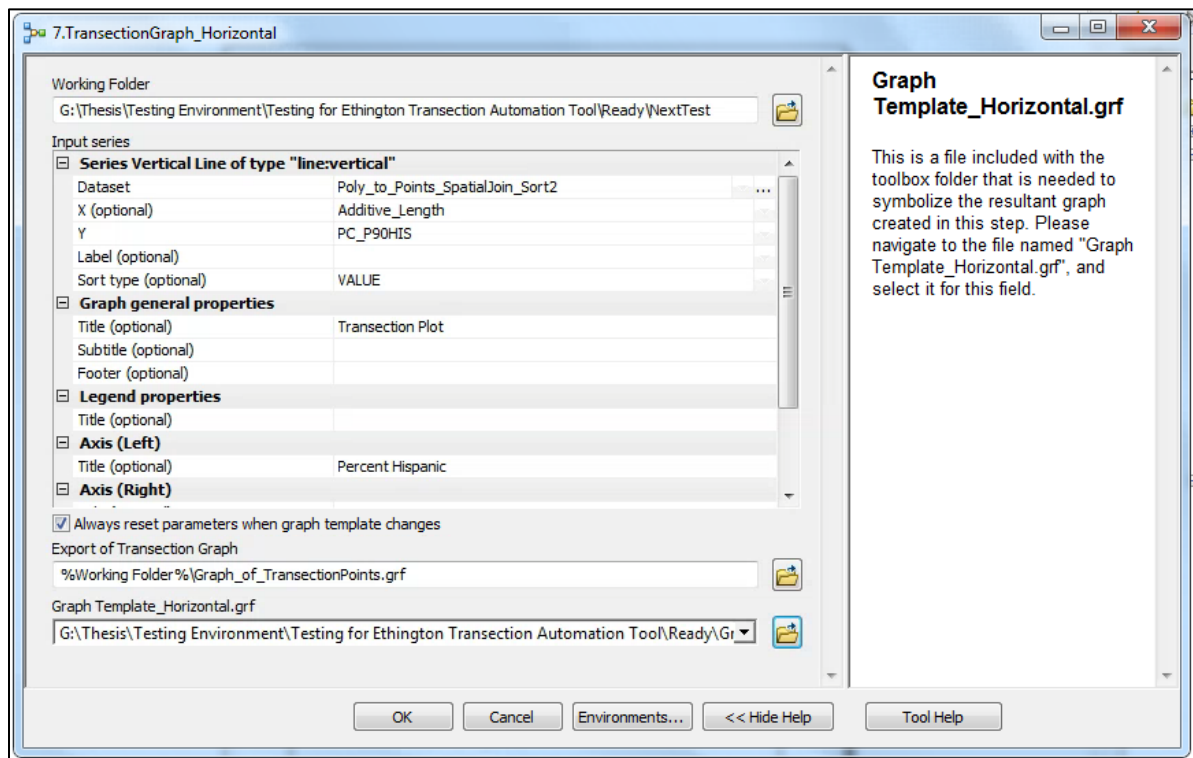 7.TransectionGraph_Horizontal
Working Folder
G:\Thesis\Testing Environment\Testing for Ethington Transection Automation Tool\Ready\NextTest
Input series
Series Vertical Line of type "line:vertical"
Dataset Poly_to_Points_SpatialJoin_Sort2 ...
X (optional) Additive_Length
Y PC_P90HIS
Label (optional)
Sort type (optional) VALUE
Graph general properties
Title (optional) Transection Plot
Subtitle (optional)
Footer (optional)
Legend properties
Title (optional)
Axis (Left)
Title (optional) Percent Hispanic
Axis (Right)
Always reset parameters when graph template changes
Export of Transection Graph
%Working Folder%\Graph_of_TransectionPoints.grf
Graph Template_Horizontal.grf
G:\Thesis\Testing Environment\Testing for Ethington Transection Automation Tool\Ready\Gr
OK Cancel Environments... << Hide Help Tool Help
Graph
Template_Horizontal.grf
This is a file included with the
toolbox folder that is needed to
symbolize the resultant graph
created in this step. Please
navigate to the file named "Graph
Template_Horizontal.grf", and
select it for this field.